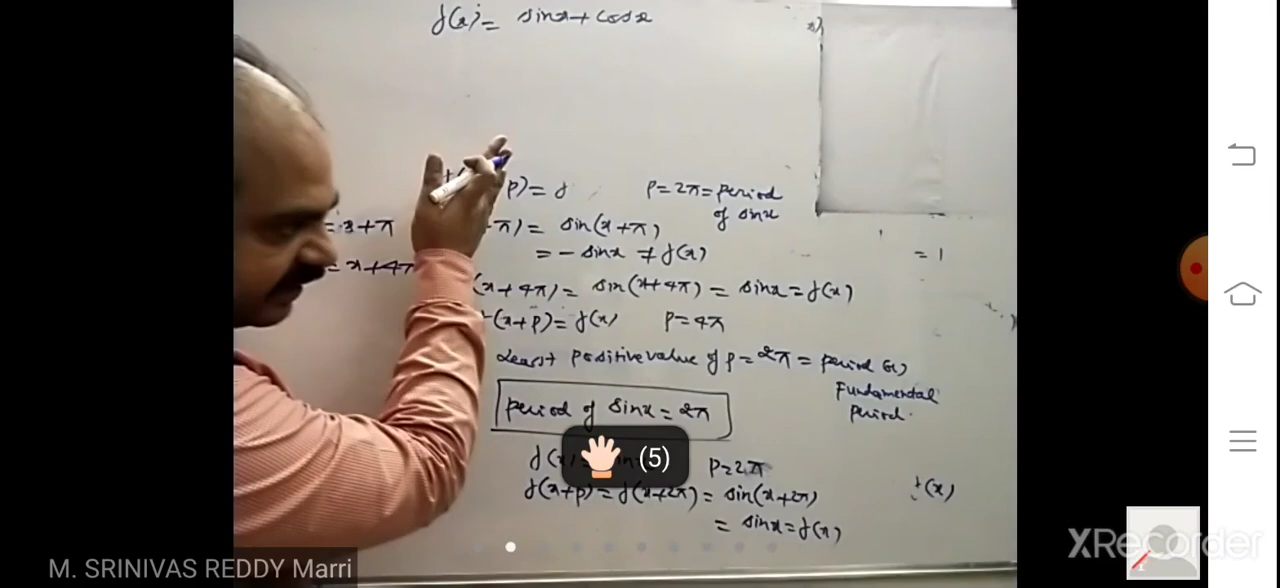 f(x) = sinx + cosx
p) = f
P = 2π = period
of sinx
= x + π
π) = sin(x+π)
= - sinx ≠ f(x)
= 1
= x + 4π
(x + 4π) = sin(x+4π) = sinx = f(x)
(x+p) = f(x) P = 4π
Least positive value of p = 2π = period (or)
Fundamental
period.
period of sinx = 2π
(5)
f(x) P = 2π
f(x+p) = f(x+2π) = sin(x+2π)
f(x)
= sinx = f(x)
XRecorder
M. SRINIVAS REDDY Marri